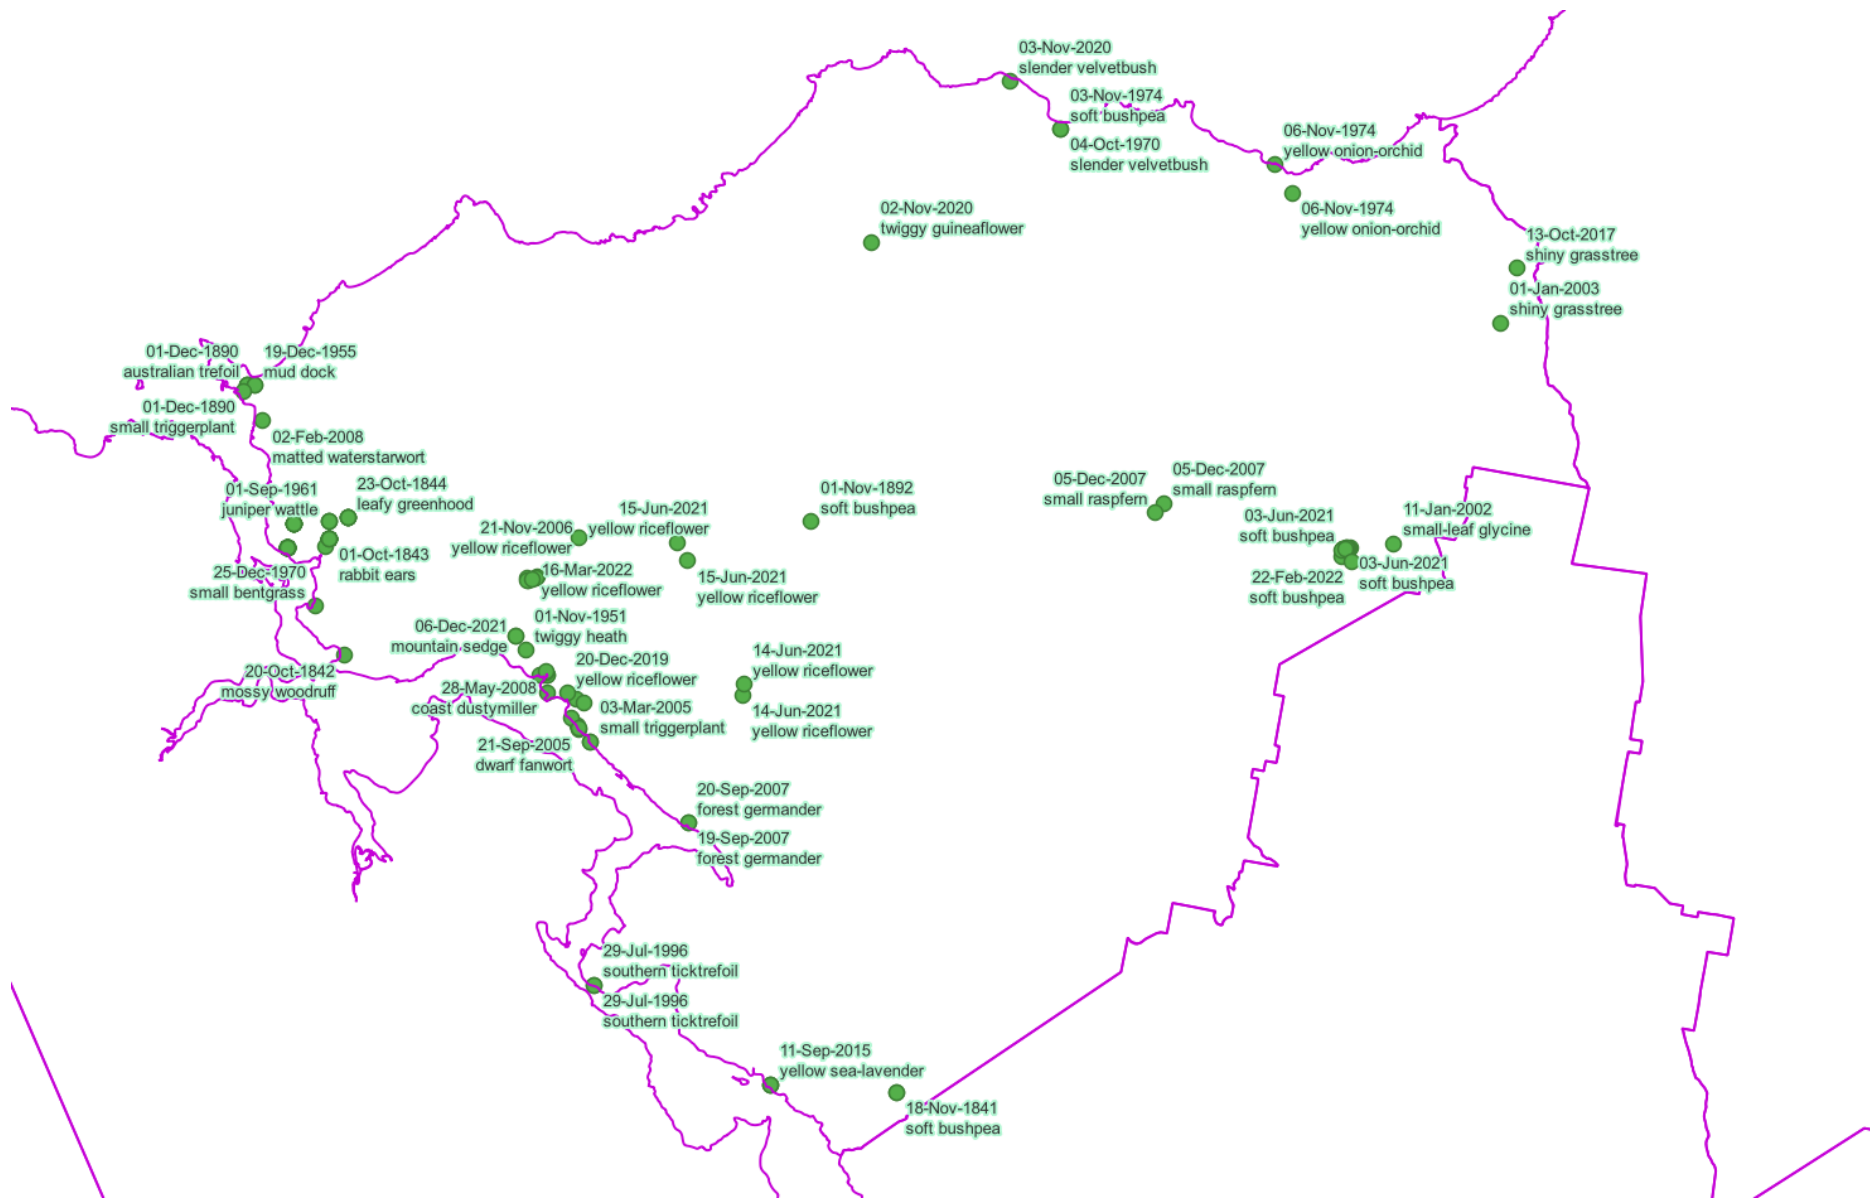 03-Nov-2020
slender velvetbush
03-Nov-1974
soft bushpea
04-Oct-1970
slender velvetbush
06-Nov-1974
yellow onion-orchid
06-Nov-1974
yellow onion-orchid
02-Nov-2020
twiggy guineaflower
13-Oct-2017
shiny grasstree
01-Jan-2003
shiny grasstree
01-Dec-1890
australian trefoil
19-Dec-1955
mud dock
01-Dec-1890
small triggerplant
02-Feb-2008
matted waterstarwort
01-Sep-1961
juniper wattle
23-Oct-1844
leafy greenhood
01-Oct-1843
rabbit ears
25-Dec-1970
small bentgrass
20-Oct-1842
mossy woodruff
21-Nov-2006
yellow riceflower
15-Jun-2021
yellow riceflower
15-Jun-2021
yellow riceflower
16-Mar-2022
yellow riceflower
01-Nov-1892
soft bushpea
05-Dec-2007
small raspfern
05-Dec-2007
small raspfern
03-Jun-2021
soft bushpea
11-Jan-2002
small-leaf glycine
03-Jun-2021
soft bushpea
22-Feb-2022
soft bushpea
01-Nov-1951
twiggy heath
06-Dec-2021
mountain sedge
20-Dec-2019
yellow riceflower
28-May-2008
coast dustymiller
03-Mar-2005
small triggerplant
21-Sep-2005
dwarf fanwort
14-Jun-2021
yellow riceflower
14-Jun-2021
yellow riceflower
20-Sep-2007
forest germander
19-Sep-2007
forest germander
29-Jul-1996
southern ticktrefoil
29-Jul-1996
southern ticktrefoil
11-Sep-2015
yellow sea-lavender
18-Nov-1841
soft bushpea